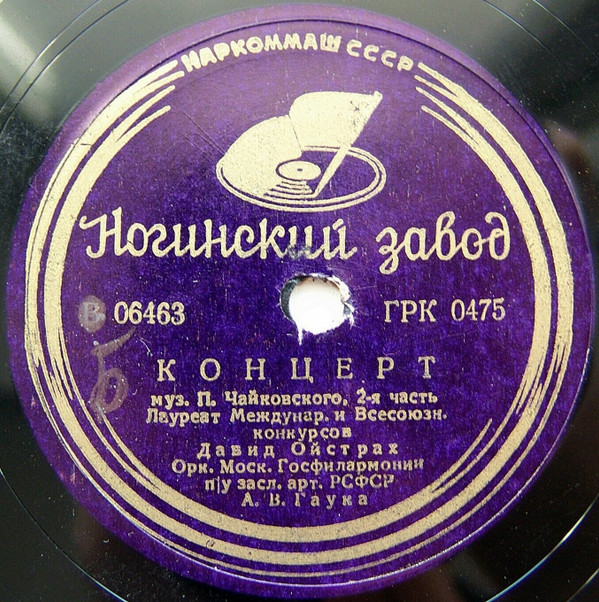 НАРКОММАШ СССР
Ногинский завод
В 06463 ГРК 0475
Б
КОНЦЕРТ
муз. П. Чайковского, 2-я часть
Лауреат Междунар. и Всесоюзн.
конкурсов
Давид Ойстрах
Орк. Моск. Госфилармонии
п|у засл. арт. РСФСР
А. В. Гаука